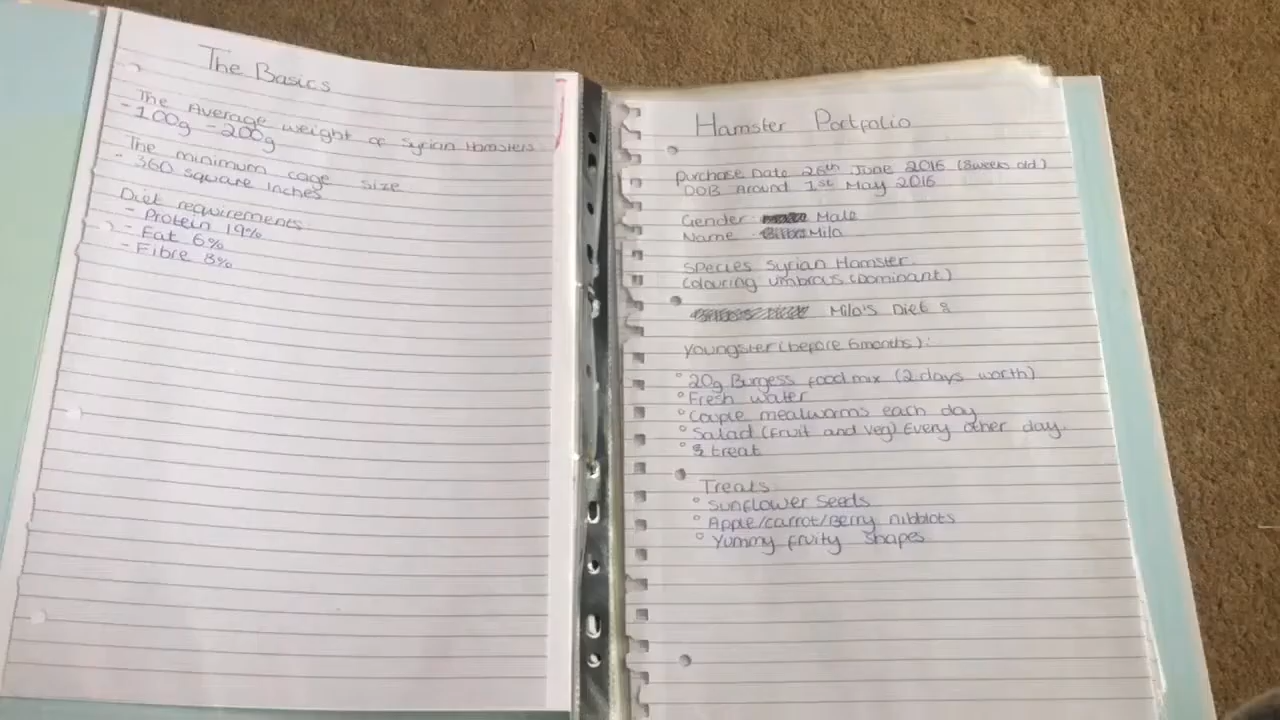 The Basics
The Average weight of Syrian Hamsters
- 100g - 200g
The minimum cage size
- 360 square inches
Diet requirements
- Protein 19%
- Fat 6%
- Fibre 8%
Hamster Portfolio
Purchase Date 26th June 2016 (8weeks old)
DOB Around 1st May 2016
Gender - Male
Name - Milo
Species Syrian Hamster
Colouring umbrous (Dominant)
Milo's Diet &
Youngster (before 6months):
° 20g Burgess food mix (2 days worth)
° Fresh water
° Couple mealworms each day
° Salad (Fruit and Veg) Every other day.
° & treat
Treats
° Sunflower Seeds
° Apple/carrot/Berry nibblots
° Yummy fruity shapes